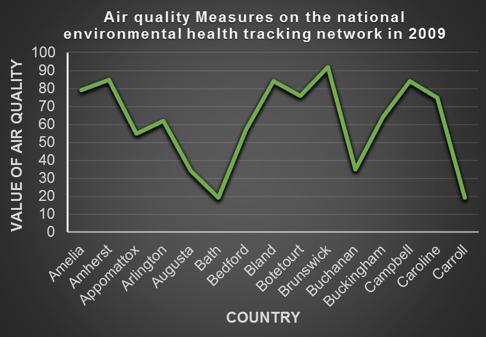 Air quality Measures on the national
environmental health tracking network in 2009
VALUE OF AIR QUALITY
100
90
80
70
60
50
40
30
20
10
0
Amelia
Amherst
Appomattox
Arlington
Augusta
Bath
Bedford
Bland
Botetourt
Brunswick
Buchanan
Buckingham
Campbell
Caroline
Carroll
COUNTRY